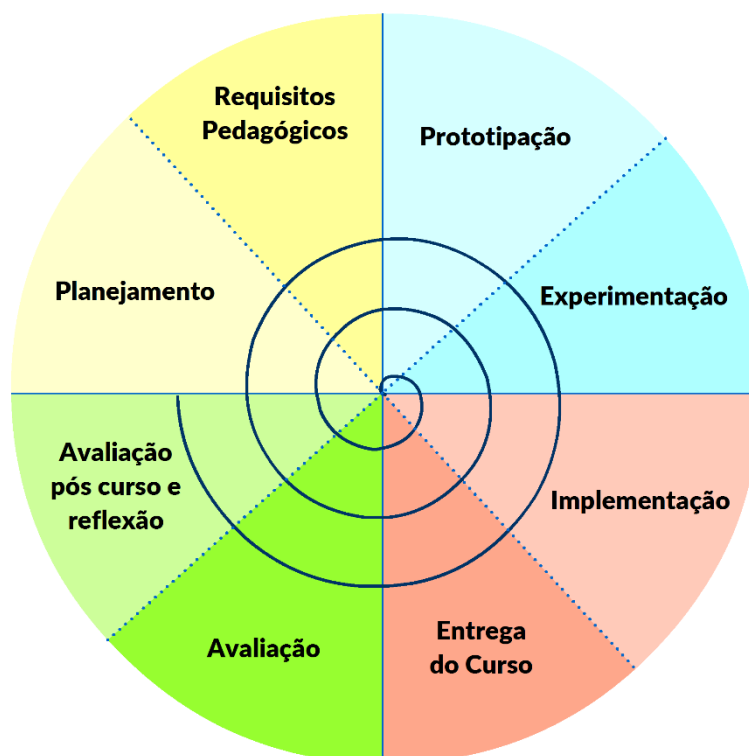 Requisitos
Pedagógicos
Prototipação
Planejamento
Experimentação
Avaliação
pós curso e
reflexão
Implementação
Avaliação
Entrega
do Curso